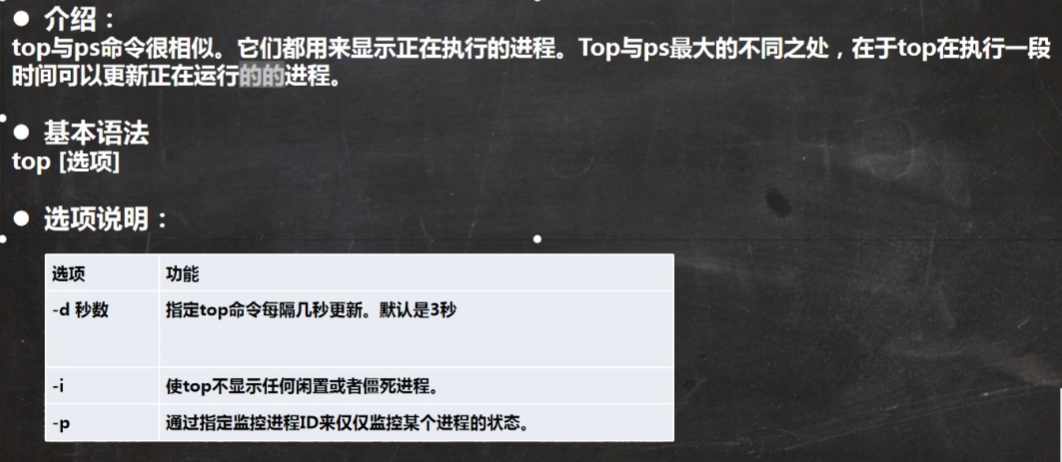 ● 介绍：
top与ps命令很相似。它们都用来显示正在执行的进程。Top与ps最大的不同之处，在于top在执行一段
时间可以更新正在运行的的进程。
● 基本语法
top [选项]
● 选项说明：
选项 功能
-d 秒数 指定top命令每隔几秒更新。默认是3秒
-i 使top不显示任何闲置或者僵死进程。
-p 通过指定监控进程ID来仅仅监控某个进程的状态。